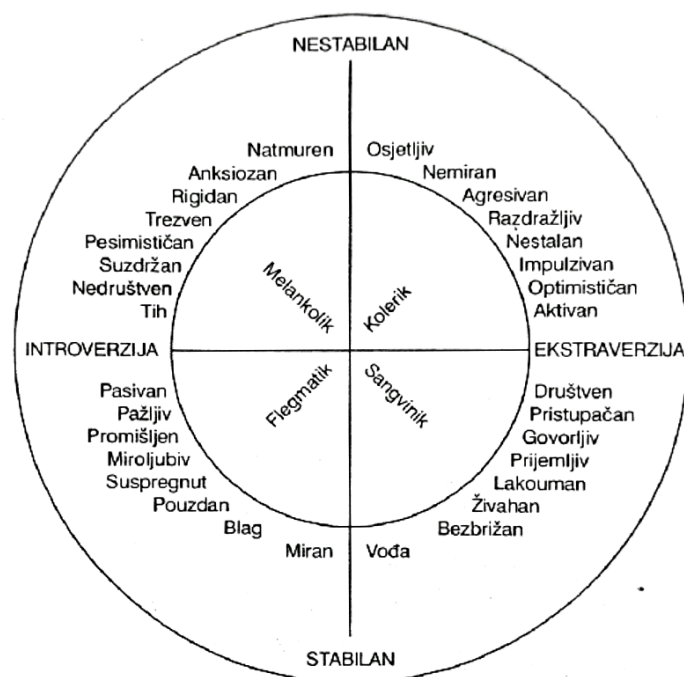 NESTABILAN
Natmuren
Osjetljiv
Anksiozan
Nemiran
Rigidan
Agresivan
Trezven
Razdražljiv
Pesimističan
Nestalan
Suzdržan
Impulzivan
Nedruštven
Optimističan
Tih
Aktivan
Melankolik
Kolerik
INTROVERZIJA
EKSTRAVERZIJA
Flegmatik
Sangvinik
Pasivan
Društven
Pažljiv
Pristupačan
Promišljen
Govorljiv
Miroljubiv
Prijemljiv
Suspregnut
Lakouman
Pouzdan
Živahan
Blag
Bezbrižan
Miran
Vođa
STABILAN